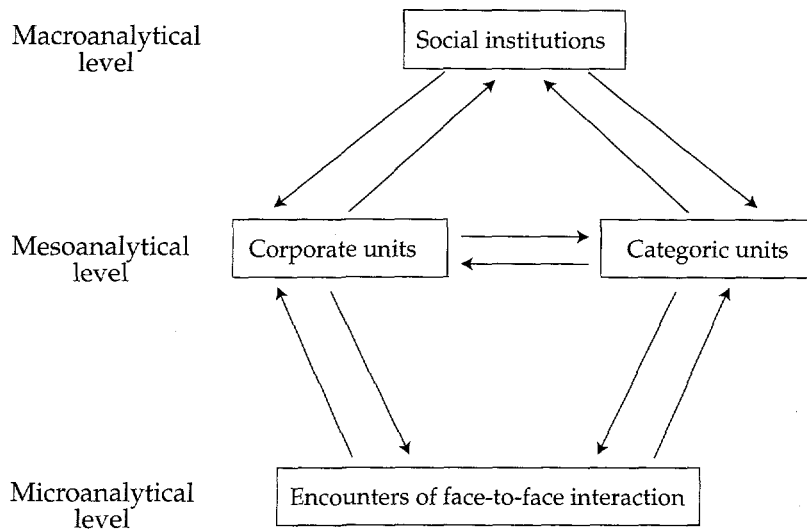 Macroanalytical
level
Social institutions
Mesoanalytical
level
Corporate units
Categoric units
Microanalytical
level
Encounters of face-to-face interaction